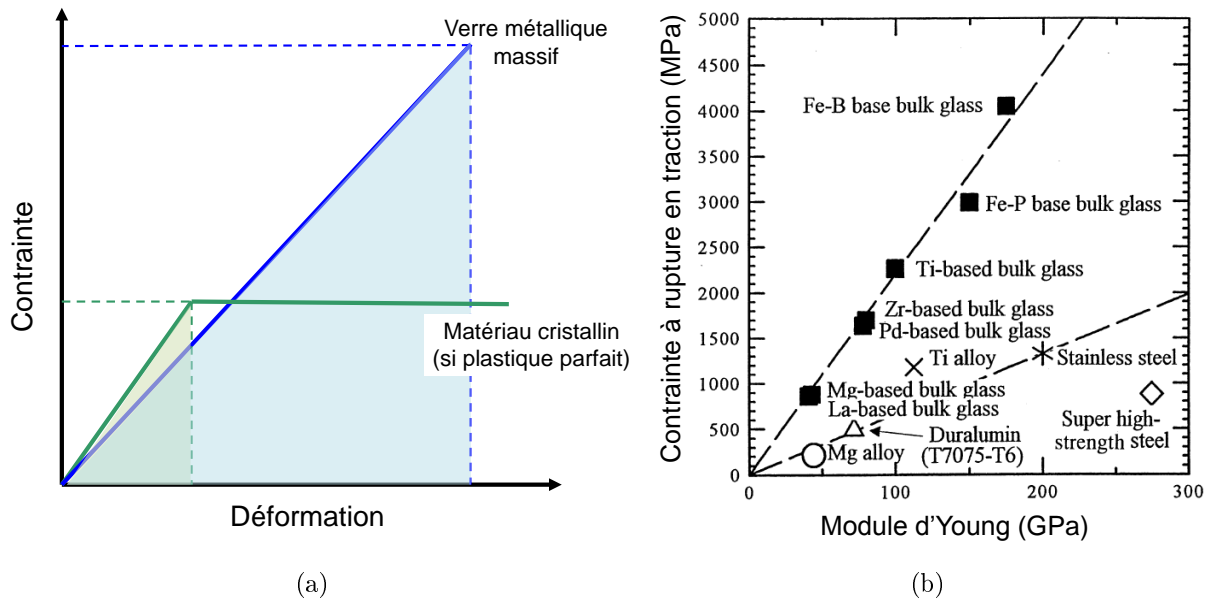 Verre métallique
massif
Contrainte
Matériau cristallin
(si plastique parfait)
Déformation
(a)
Contrainte à rupture en traction (MPa)
5000
4500
4000
3500
3000
2500
2000
1500
1000
500
0
Fe-B base bulk glass
Fe-P base bulk glass
Ti-based bulk glass
Zr-based bulk glass
Pd-based bulk glass
Ti alloy
Stainless steel
Mg-based bulk glass
La-based bulk glass
Super high-
strength steel
Duralumin
(T7075-T6)
Mg alloy
0
100
200
300
Module d'Young (GPa)
(b)